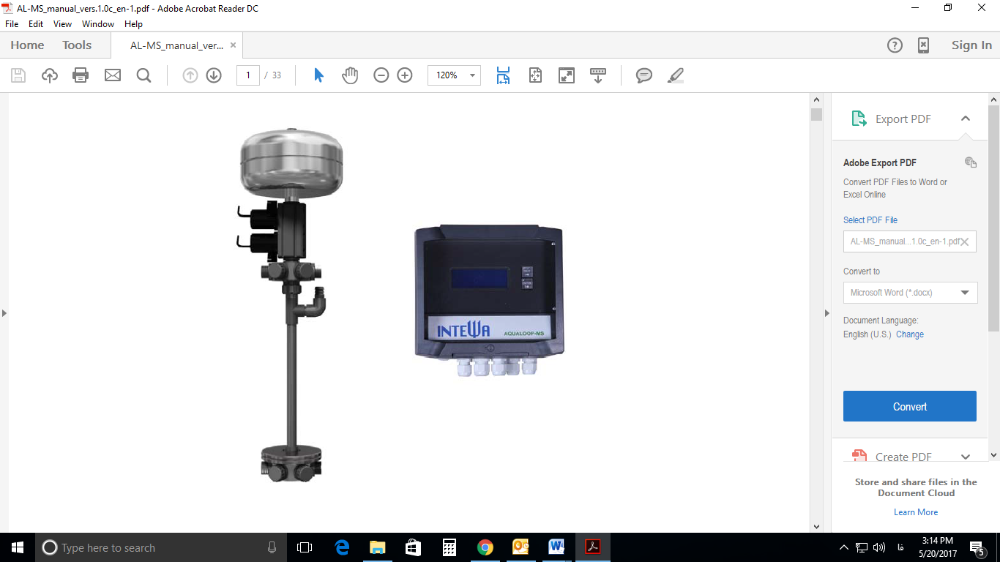 AL-MS_manual_vers.1.0c_en-1.pdf - Adobe Acrobat Reader DC
File Edit View Window Help
Home Tools AL-MS_manual_ver... × Sign In
1 / 33 120%
Export PDF
Adobe Export PDF
Convert PDF Files to Word or
Excel Online
Select PDF File
AL-MS_manual...1.0c_en-1.pdf
Convert to
Microsoft Word (*.docx)
Document Language:
English (U.S.) Change
Convert
Create PDF
Store and share files in the
Document Cloud
Learn More
INTEWA AQUALOOP-MS
Type here to search
فا
3:14 PM
5/20/2017
5